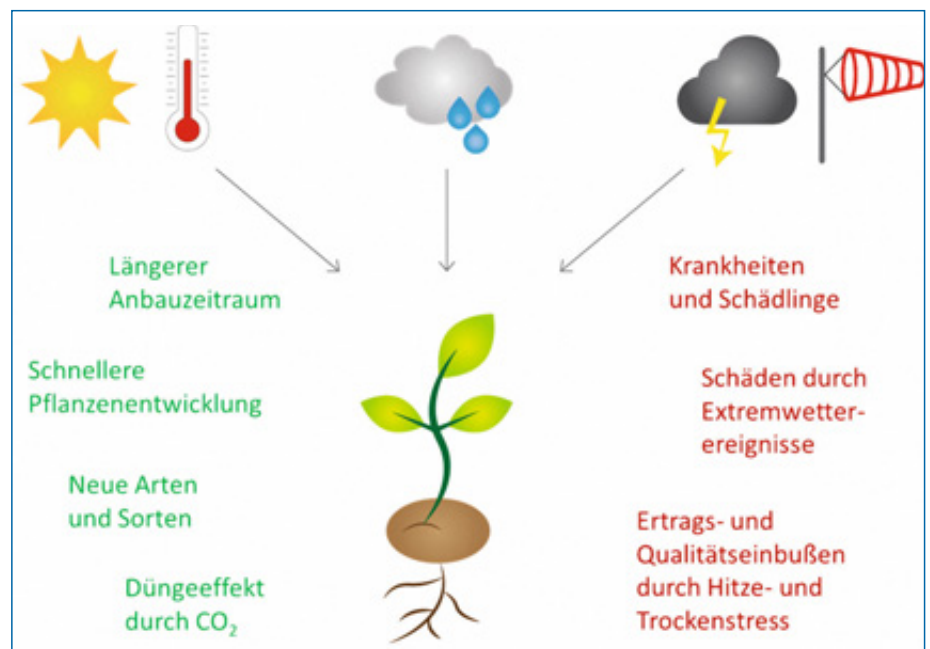 Längerer
Anbauzeitraum
Schnellere
Pflanzenentwicklung
Neue Arten
und Sorten
Düngeeffekt
durch CO₂
Krankheiten
und Schädlinge
Schäden durch
Extremwetter-
ereignisse
Ertrags- und
Qualitätseinbußen
durch Hitze- und
Trockenstress